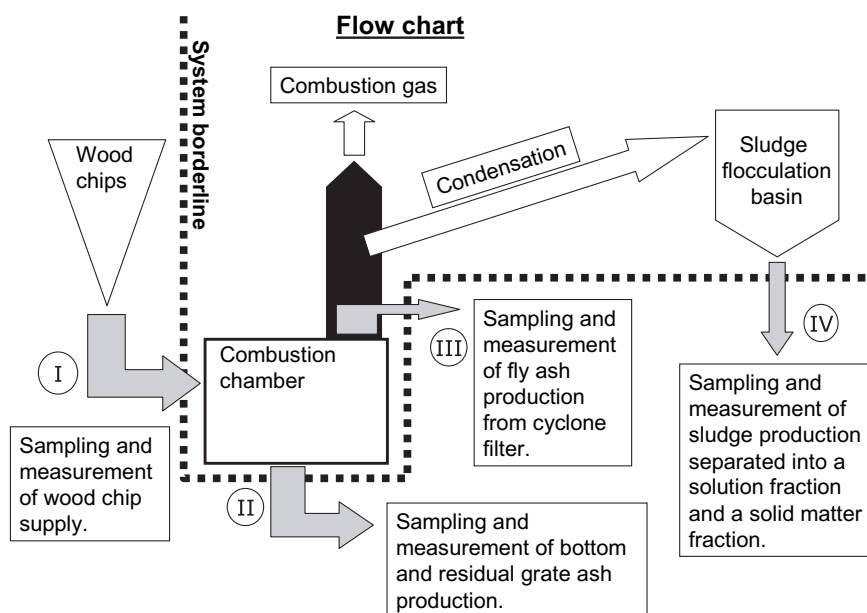 Flow chart
System borderline
Combustion gas
Wood
chips
Condensation
Sludge
flocculation
basin
I
Combustion
chamber
III
Sampling and
measurement
of fly ash
production
from cyclone
filter.
IV
Sampling and
measurement of
sludge production
separated into a
solution fraction
and a solid matter
fraction.
Sampling and
measurement
of wood chip
supply.
II
Sampling and
measurement of bottom
and residual grate ash
production.